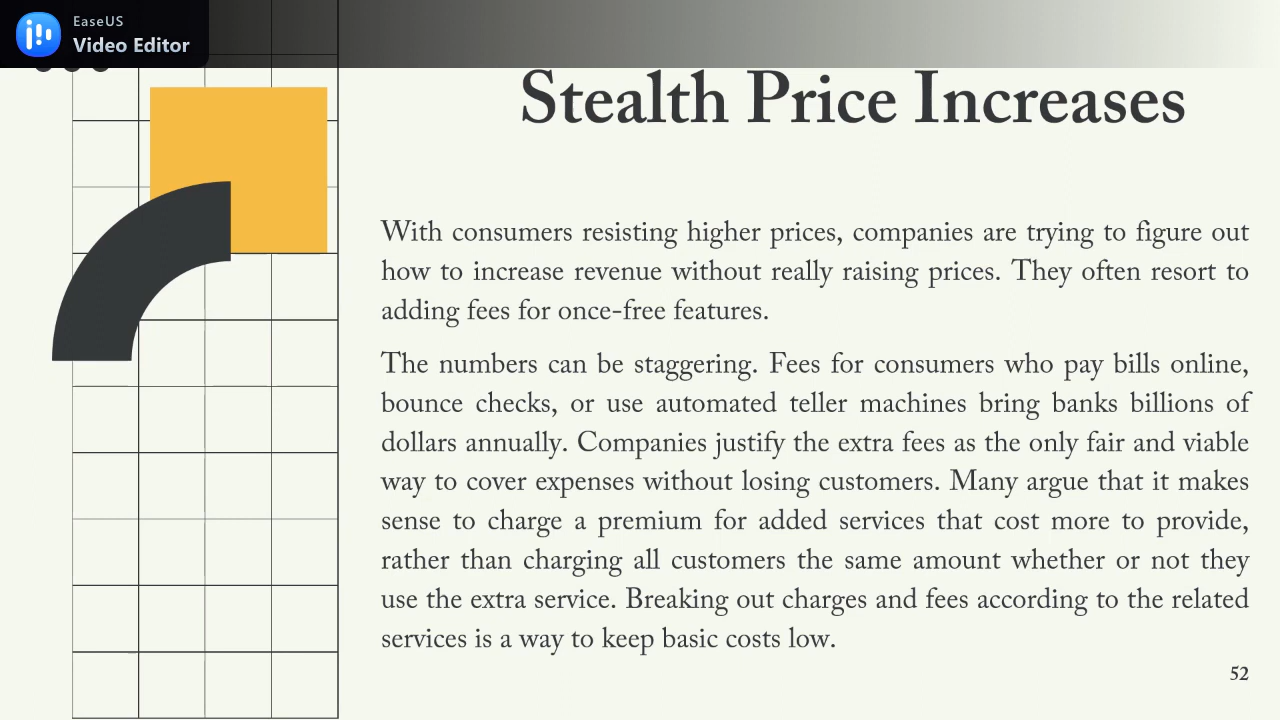 EaseUS
Video Editor
Stealth Price Increases
With consumers resisting higher prices, companies are trying to figure out
how to increase revenue without really raising prices. They often resort to
adding fees for once-free features.
The numbers can be staggering. Fees for consumers who pay bills online,
bounce checks, or use automated teller machines bring banks billions of
dollars annually. Companies justify the extra fees as the only fair and viable
way to cover expenses without losing customers. Many argue that it makes
sense to charge a premium for added services that cost more to provide,
rather than charging all customers the same amount whether or not they
use the extra service. Breaking out charges and fees according to the related
services is a way to keep basic costs low.
52